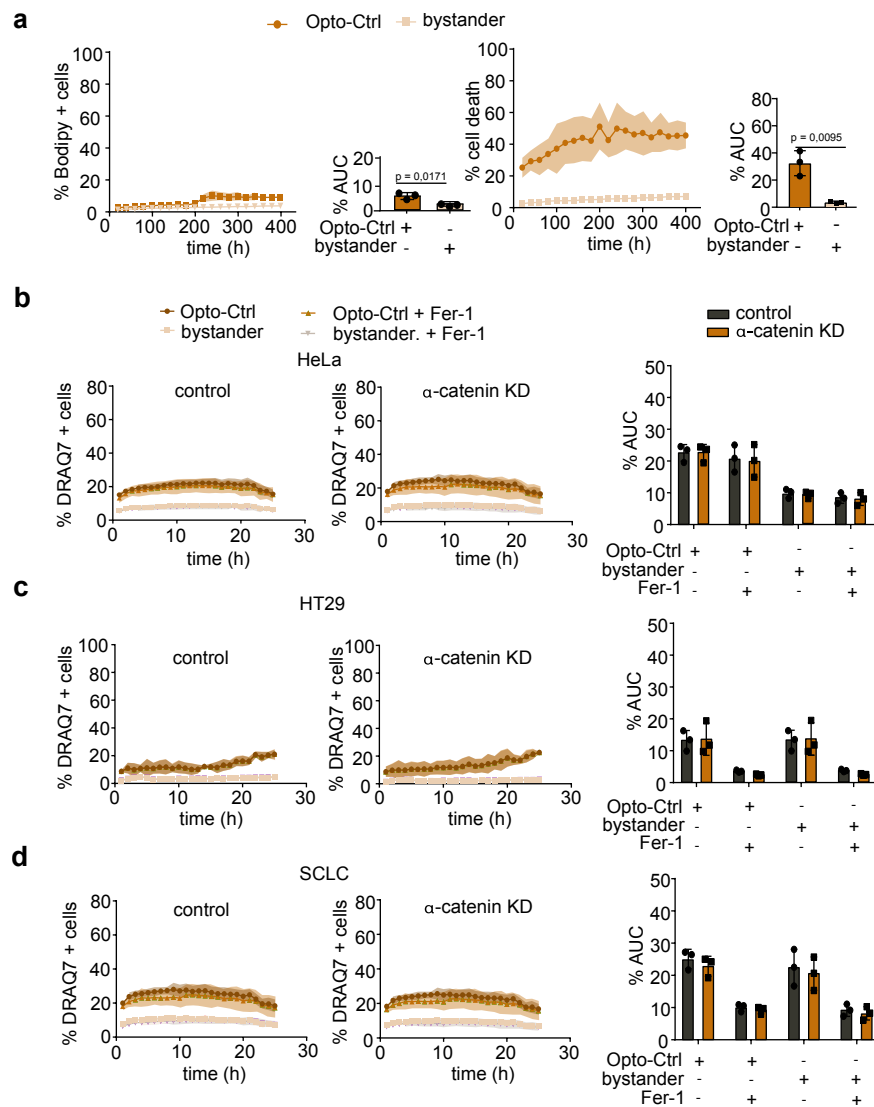 a
Opto-Ctrl bystander
% Bodipy + cells
100
80
60
40
20
0
0 100 200 300 400
time (h)
% AUC
20
10
0
p = 0,0171
Opto-Ctrl + -
bystander - +
% cell death
100
80
60
40
20
0
0 100 200 300 400
time (h)
% AUC
80
60
40
20
0
p = 0,0095
Opto-Ctrl + -
bystander - +
b
Opto-Ctrl Opto-Ctrl + Fer-1
bystander bystander. + Fer-1
control
α-catenin KD
HeLa
% DRAQ7 + cells
control
80
60
40
20
0
0 10 20 30
time (h)
% DRAQ7 + cells
α-catenin KD
80
60
40
20
0
0 10 20 30
time (h)
% AUC
50
40
30
20
10
0
Opto-Ctrl + + - -
bystander - - + +
Fer-1 - + - +
c
HT29
% DRAQ7 + cells
control
100
80
60
40
20
0
0 10 20 30
time (h)
% DRAQ7 + cells
α-catenin KD
100
80
60
40
20
0
0 10 20 30
time (h)
% AUC
50
40
30
20
10
0
Opto-Ctrl + + - -
bystander - - + +
Fer-1 - + - +
d
SCLC
% DRAQ7 + cells
control
80
60
40
20
0
0 10 20 30
time (h)
% DRAQ7 + cells
α-catenin KD
80
60
40
20
0
0 10 20 30
time (h)
% AUC
50
40
30
20
10
0
Opto-Ctrl + + - -
bystander - - + +
Fer-1 - + - +